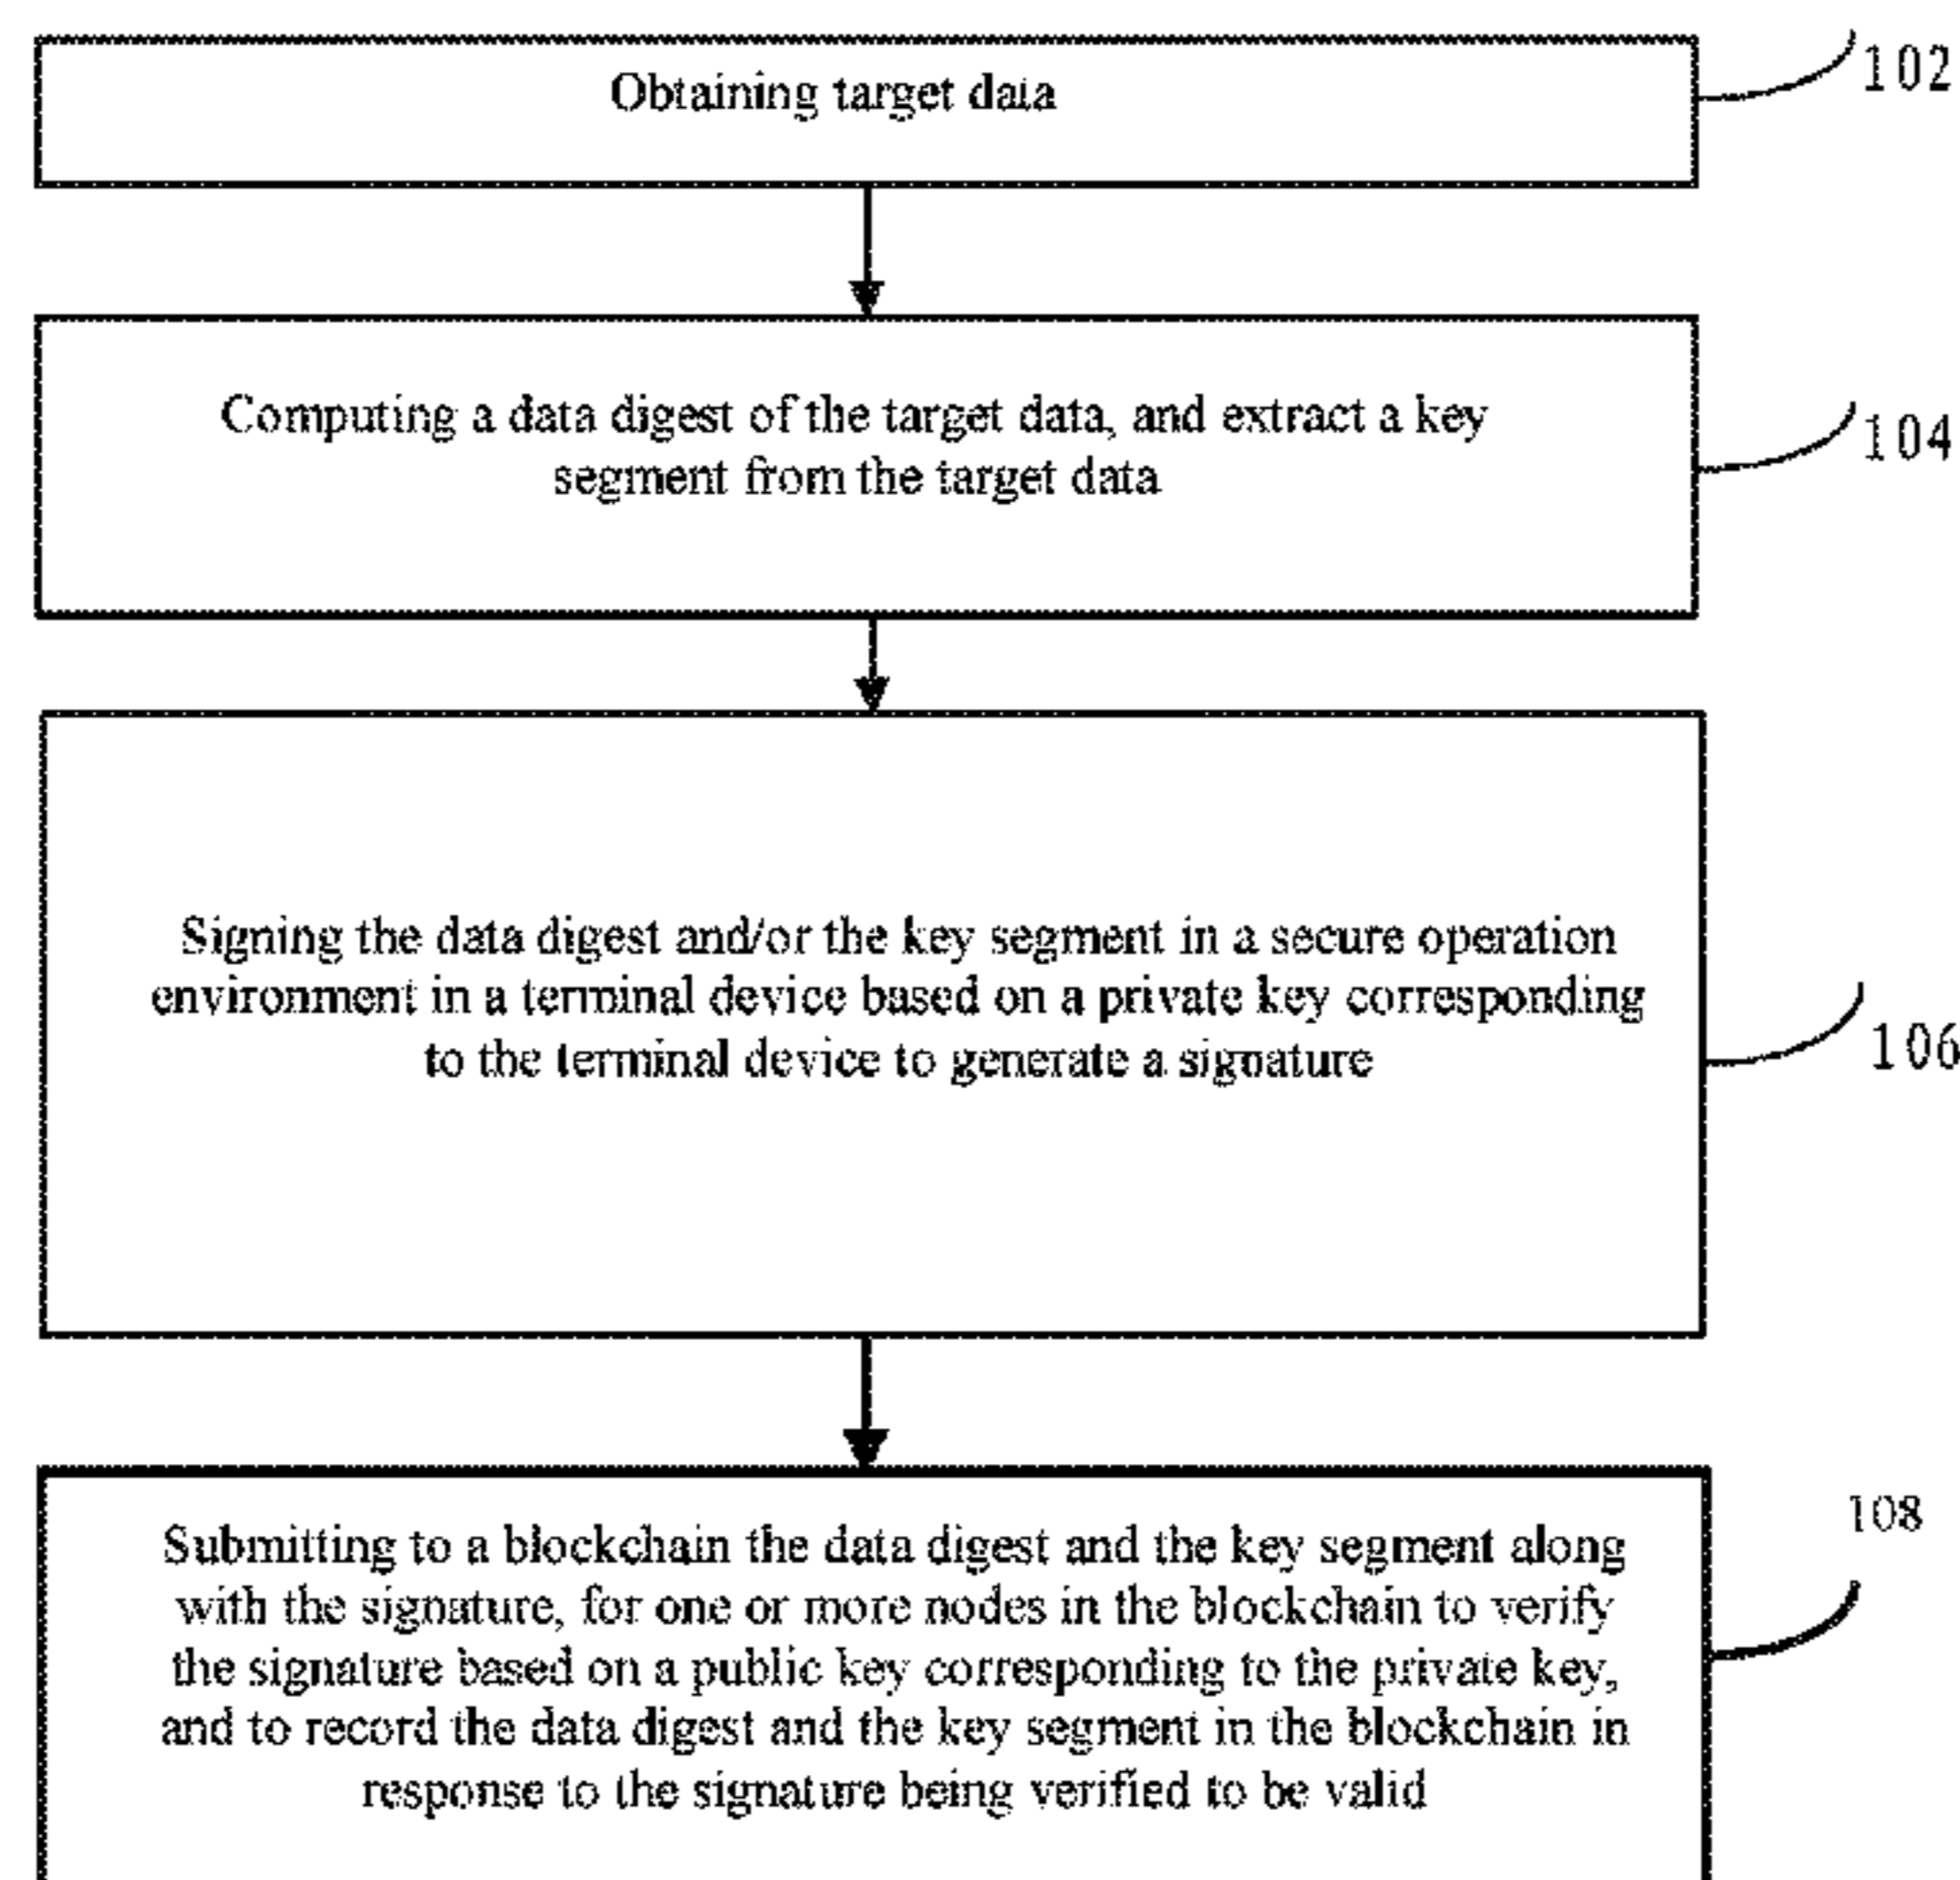 Obtaining target data
102
Computing a data digest of the target data, and extract a key
segment from the target data
104
Signing the data digest and/or the key segment in a secure operation
environment in a terminal device based on a private key corresponding
to the terminal device to generate a signature
106
Submitting to a blockchain the data digest and the key segment along
with the signature, for one or more nodes in the blockchain to verify
the signature based on a public key corresponding to the private key,
and to record the data digest and the key segment in the blockchain in
response to the signature being verified to be valid
108